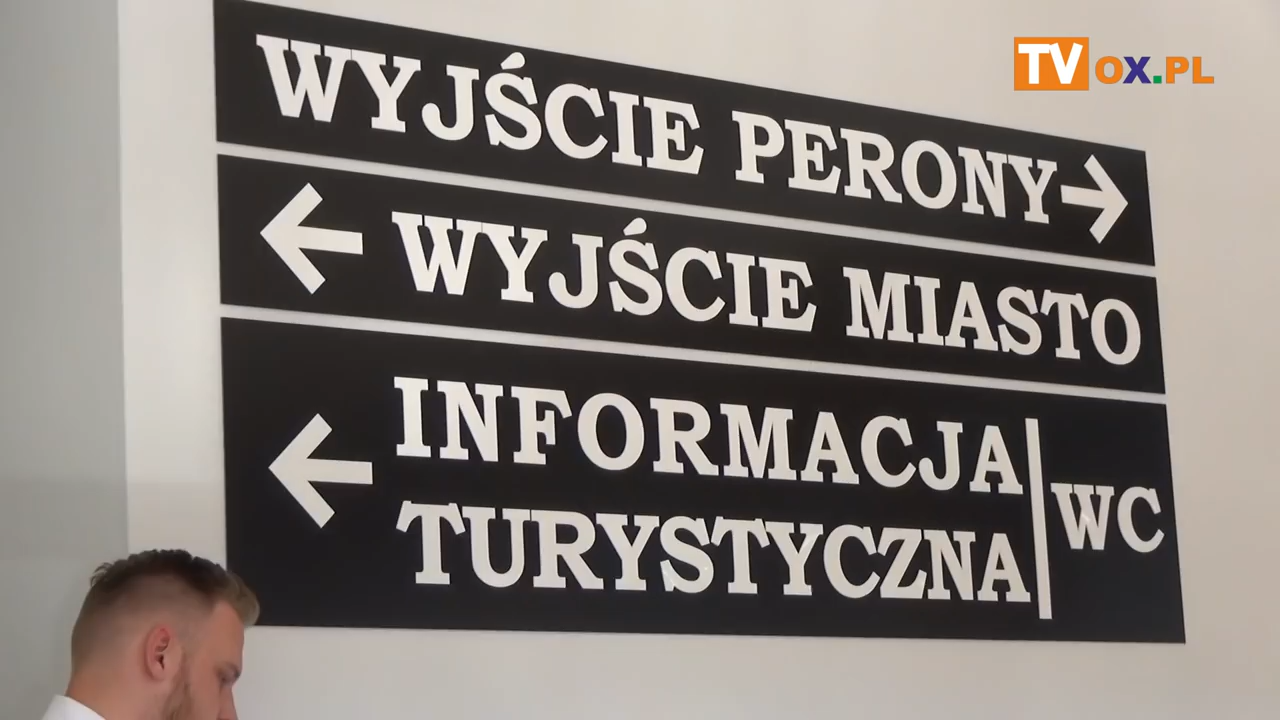 TVOX.PL
WYJŚCIE PERONY→
← WYJŚCIE MIASTO
← INFORMACJA
TURYSTYCZNA
WC